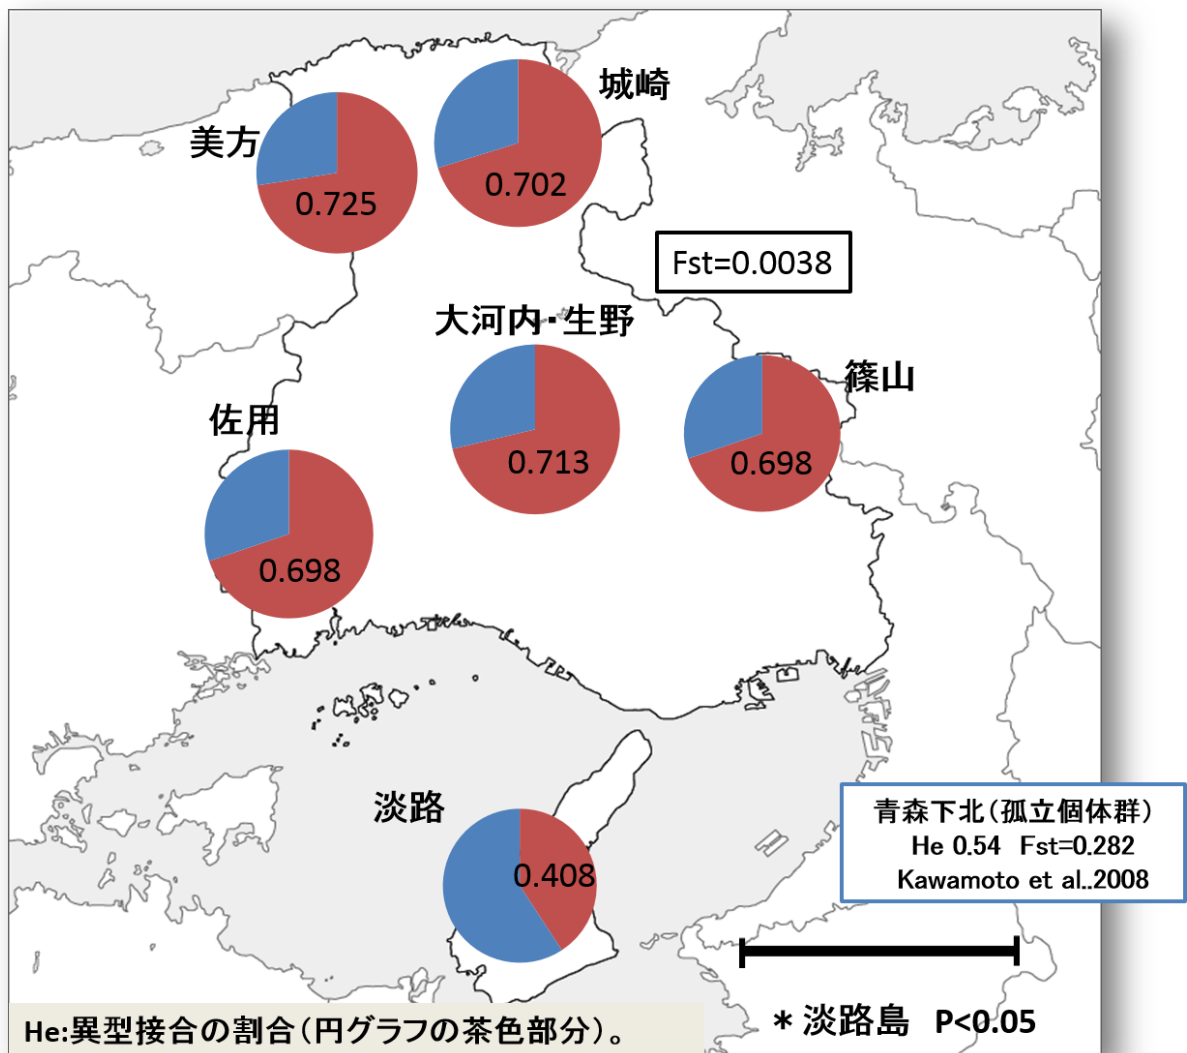 城崎
美方
0.725
0.702
Fst=0.0038
大河内・生野
篠山
佐用
0.713
0.698
0.698
淡路
0.408
青森下北(孤立個体群)
He 0.54 Fst=0.282
Kawamoto et al..2008
*淡路島 P<0.05
He:異型接合の割合(円グラフの茶色部分)。